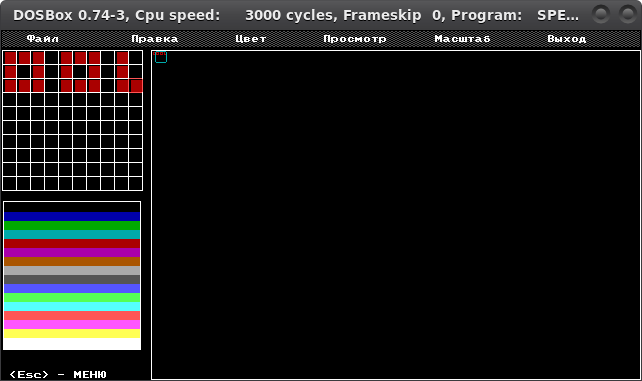 DOSBox 0.74-3, Cpu speed: 3000 cycles, Frameskip 0, Program: SPE...
Файл Правка Цвет Просмотр Масштаб Выход
<Esc> - МЕНЮ